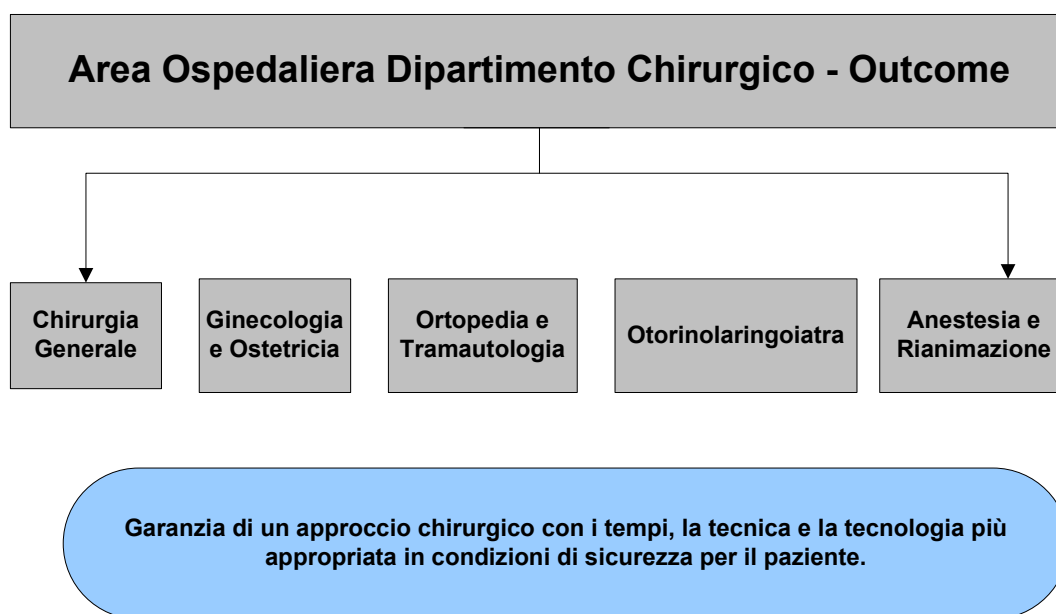 Area Ospedaliera Dipartimento Chirurgico - Outcome
Chirurgia
Generale
Ginecologia
e Ostetricia
Ortopedia e
Tramautologia
Otorinolaringoiatra
Anestesia e
Rianimazione
Garanzia di un approccio chirurgico con i tempi, la tecnica e la tecnologia più
appropriata in condizioni di sicurezza per il paziente.